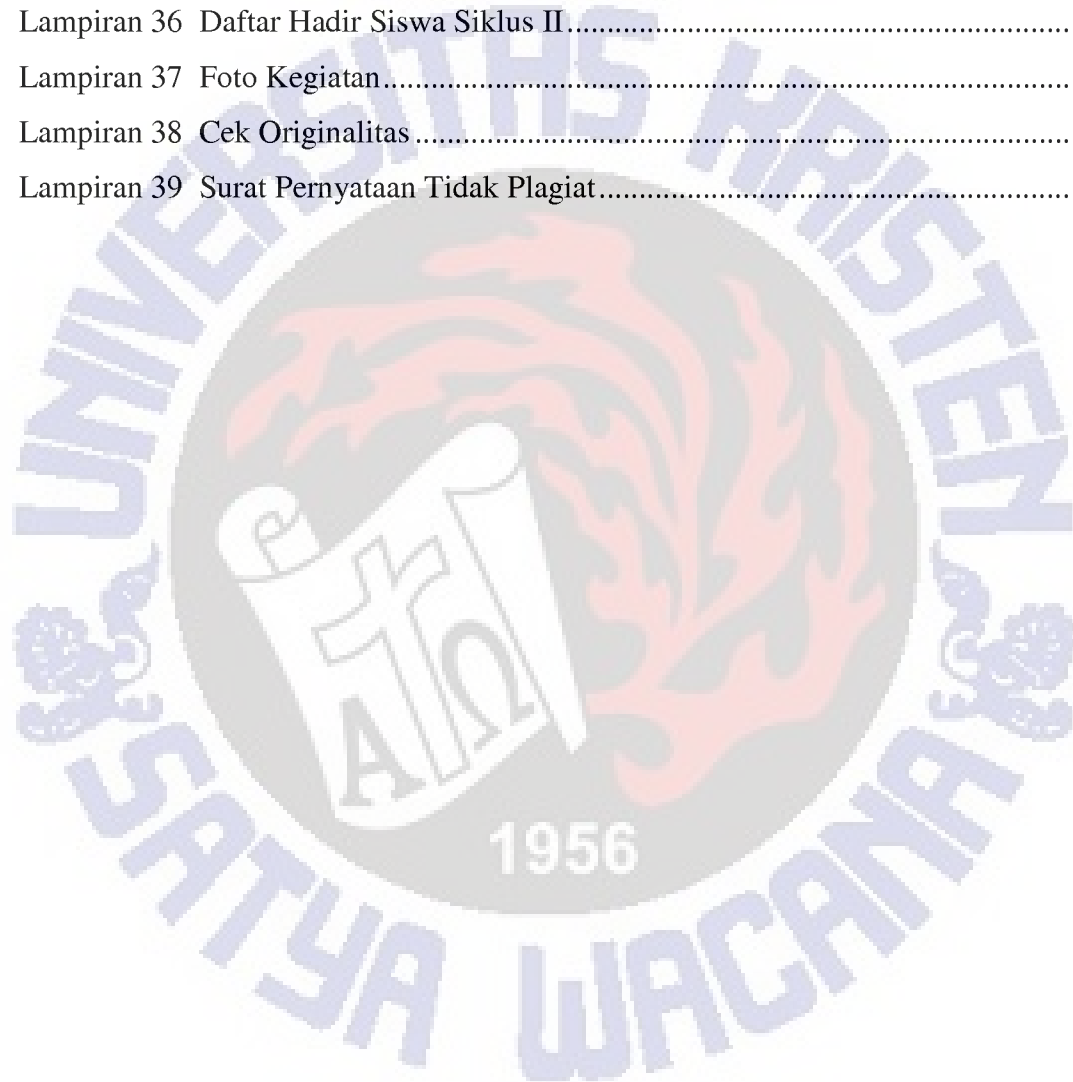 Lampiran 36 Daftar Hadir Siswa Siklus II..........................................................................
Lampiran 37 Foto Kegiatan....................................................................................................
Lampiran 38 Cek Originalitas................................................................................................
Lampiran 39 Surat Pernyataan Tidak Plagiat.....................................................................
UNIVERSITAS KRISTEN
A Ω
1956
SATYA WACANA